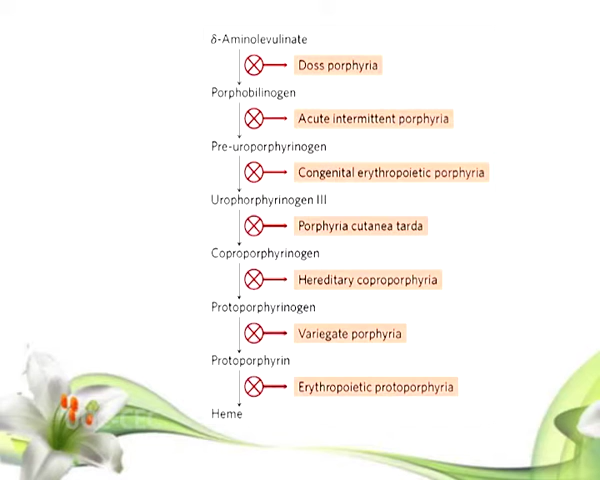 δ-Aminolevulinate
Doss porphyria
Porphobilinogen
Acute intermittent porphyria
Pre-uroporphyrinogen
Congenital erythropoietic porphyria
Urophorphyrinogen III
Porphyria cutanea tarda
Coproporphyrinogen
Hereditary coproporphyria
Protoporphyrinogen
Variegate porphyria
Protoporphyrin
Erythropoietic protoporphyria
Heme